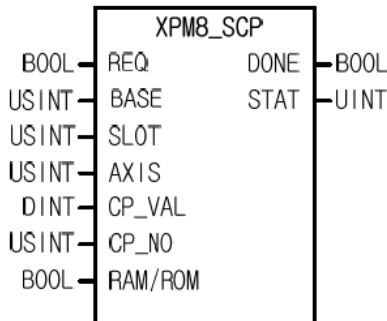 XPM8_SCP
BOOL REQ DONE BOOL
USINT BASE STAT UINT
USINT SLOT
USINT AXIS
DINT CP_VAL
USINT CP_NO
BOOL RAM/ROM